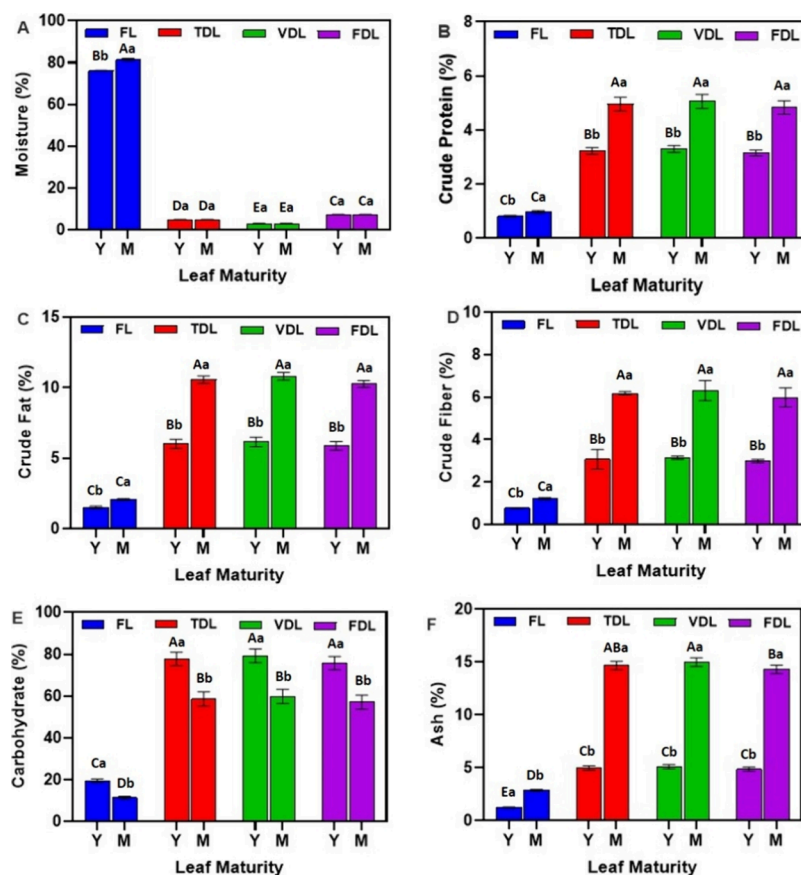 A
FL TDL VDL FDL
Moisture (%)
100
80
60
40
20
0
Bb Aa Da Da Ea Ea Ca Ca
Y M Y M Y M Y M
Leaf Maturity
B
FL TDL VDL FDL
Crude Protein (%)
8
6
4
2
0
Cb Ca Bb Aa Bb Aa Bb Aa
Y M Y M Y M Y M
Leaf Maturity
C
FL TDL VDL FDL
Crude Fat (%)
15
10
5
0
Cb Ca Bb Aa Bb Aa Bb Aa
Y M Y M Y M Y M
Leaf Maturity
D
FL TDL VDL FDL
Crude Fiber (%)
10
8
6
4
2
0
Cb Ca Bb Aa Bb Aa Bb Aa
Y M Y M Y M Y M
Leaf Maturity
E
FL TDL VDL FDL
Carbohydrate (%)
100
80
60
40
20
0
Ca Db Aa Bb Aa Bb Aa Bb
Y M Y M Y M Y M
Leaf Maturity
F
FL TDL VDL FDL
Ash (%)
20
15
10
5
0
Ea Db Cb ABa Cb Aa Cb Ba
Y M Y M Y M Y M
Leaf Maturity